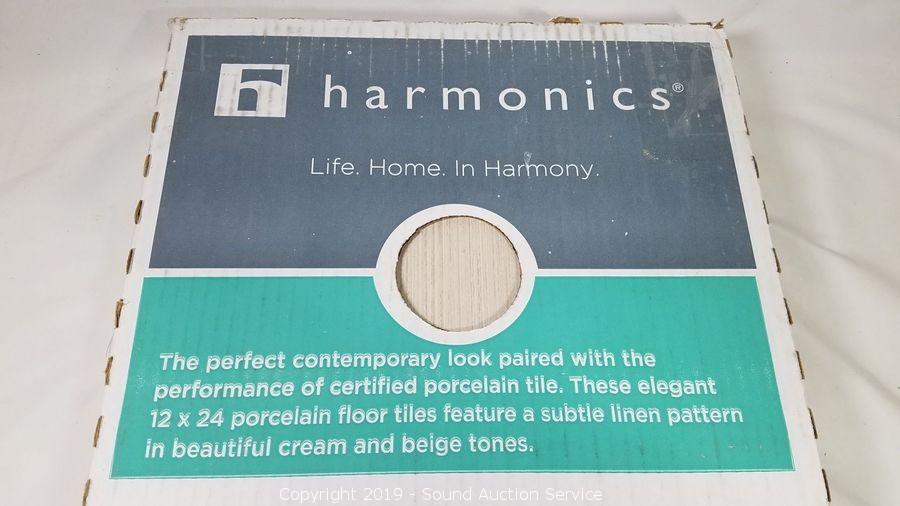 h harmonics®
Life. Home. In Harmony.
The perfect contemporary look paired with the
performance of certified porcelain tile. These elegant
12 x 24 porcelain floor tiles feature a subtle linen pattern
in beautiful cream and beige tones.
Copyright 2019 - Sound Auction Service